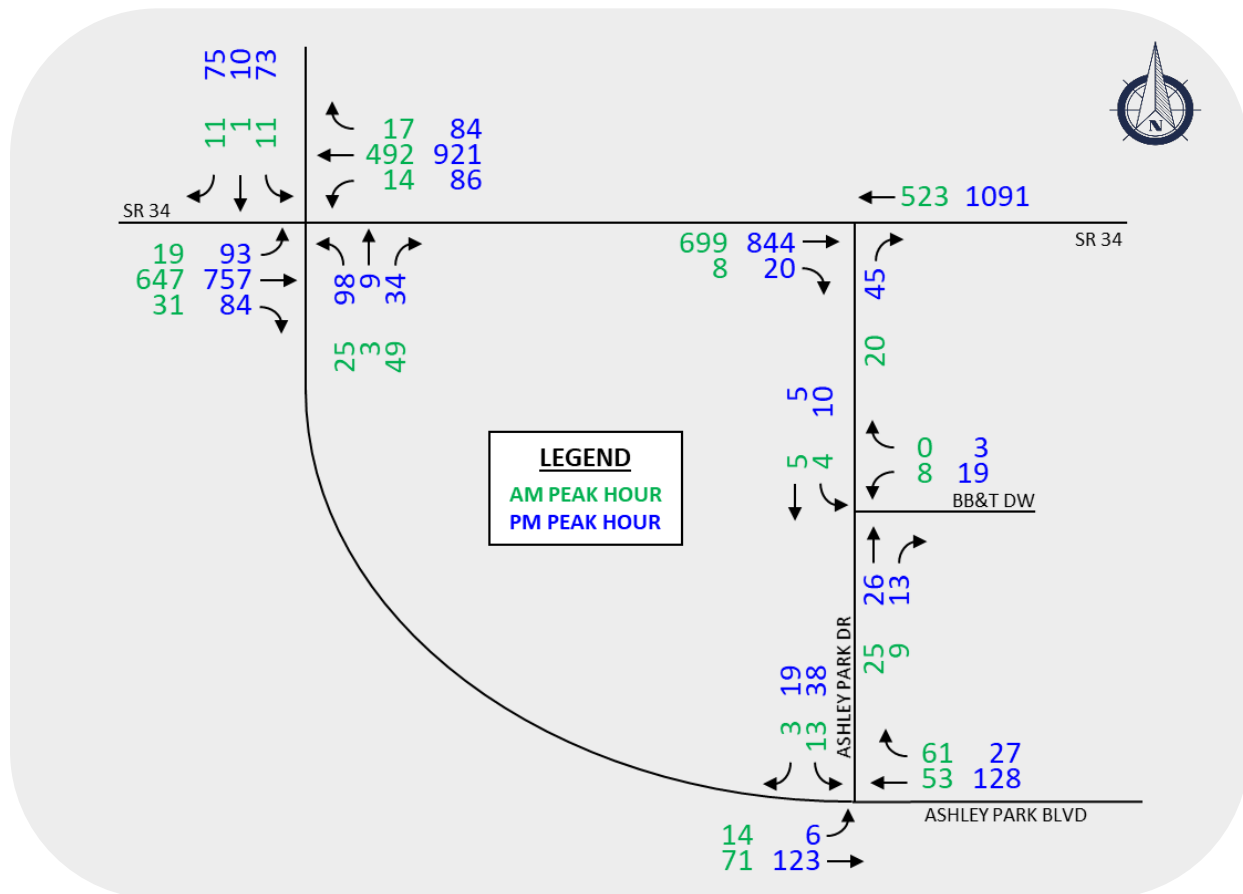 75 10 73
11 1 11
17 84
492 921
14 86
SR 34
523 1091
SR 34
19 93
647 757
31 84
98 9 34
25 3 49
699 844
8 20
45
20
5 10
5 4
0 3
8 19
BB&T DW
LEGEND
AM PEAK HOUR
PM PEAK HOUR
N
26 13
25 9
ASHLEY PARK DR
19 38
3 13
61 27
53 128
ASHLEY PARK BLVD
14 6
71 123